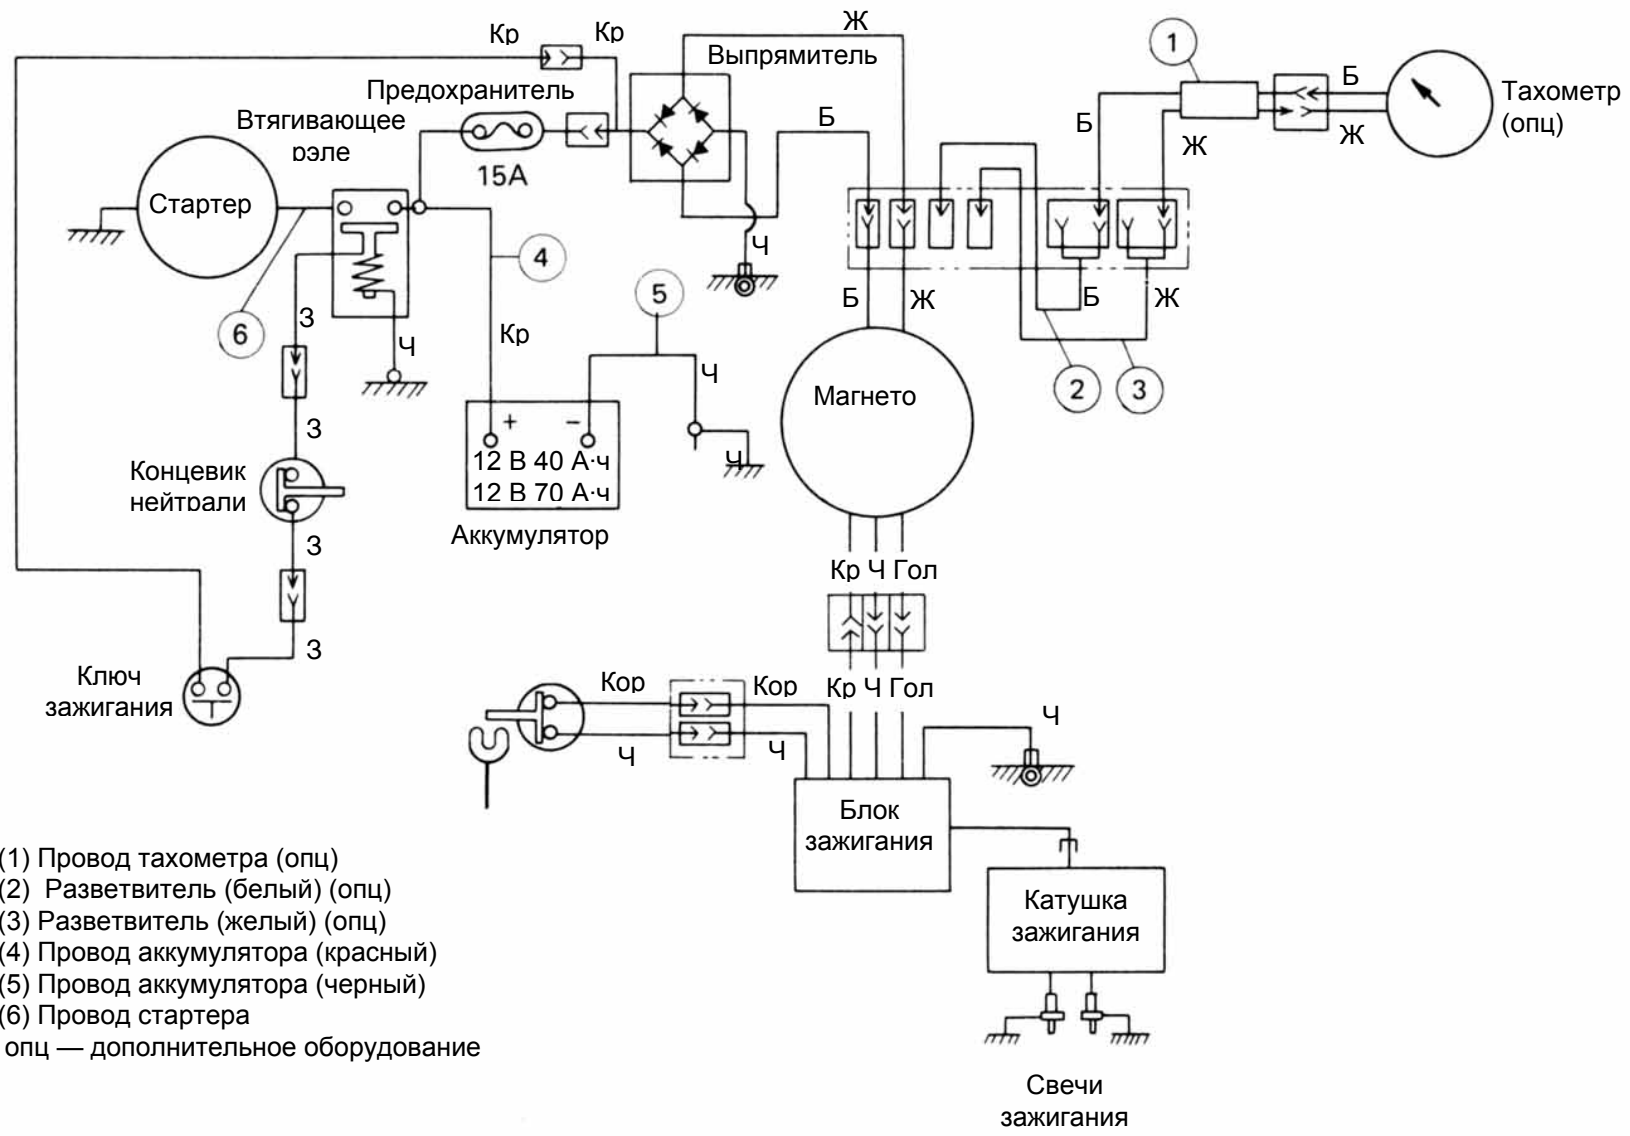 Кр
Кр
Ж
Выпрямитель
1
Б
Тахометр
(опц)
Предохранитель
Втягивающее
рэле
15А
Б
Б
Ж
Ж
Стартер
Ч
4
5
6
З
Ч
Кр
Б
Ж
Б
Ж
2
3
Ч
Магнето
+ −
12 В 40 А·ч
12 В 70 А·ч
Ч
Аккумулятор
З
Концевик
нейтрали
З
З
Ключ
зажигания
Кр Ч Гол
Кр Ч Гол
Кор
Кор
Ч
Ч
Ч
Блок
зажигания
Катушка
зажигания
Свечи
зажигания
(1) Провод тахометра (опц)
(2) Разветвитель (белый) (опц)
(3) Разветвитель (желый) (опц)
(4) Провод аккумулятора (красный)
(5) Провод аккумулятора (черный)
(6) Провод стартера
опц — дополнительное оборудование